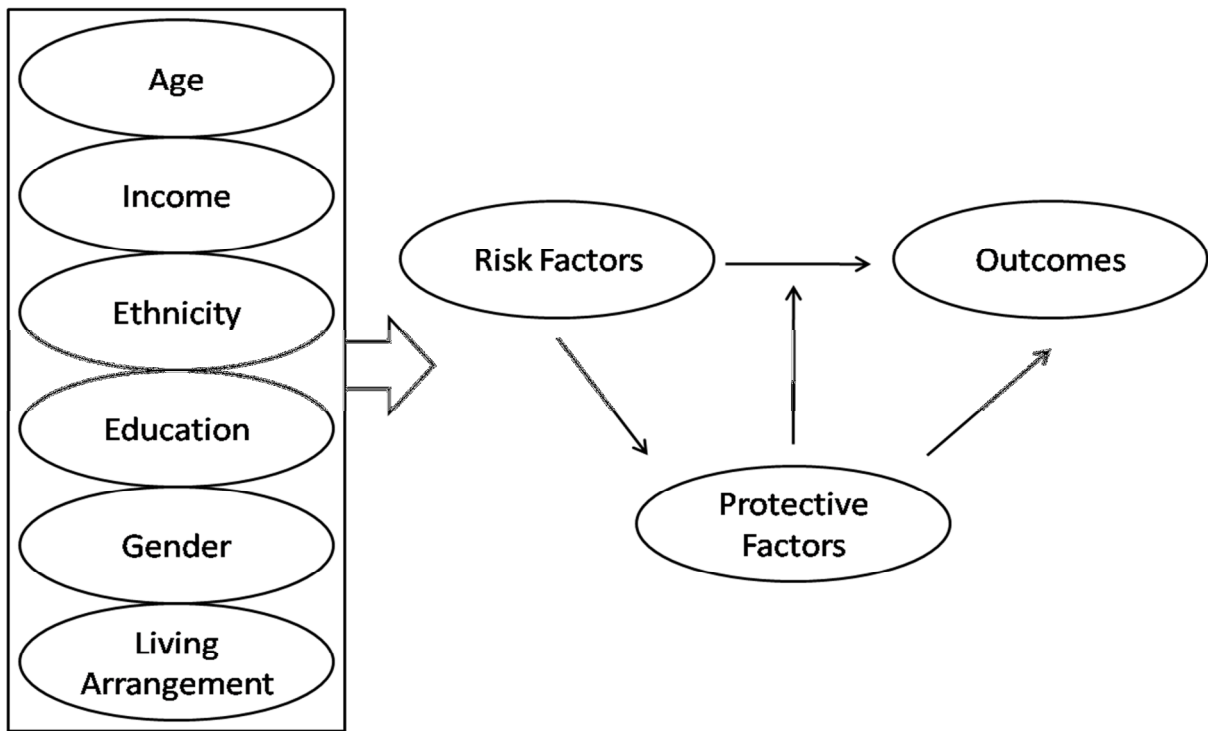 Age
Income
Ethnicity
Education
Gender
Living
Arrangement
Risk Factors
Outcomes
Protective
Factors